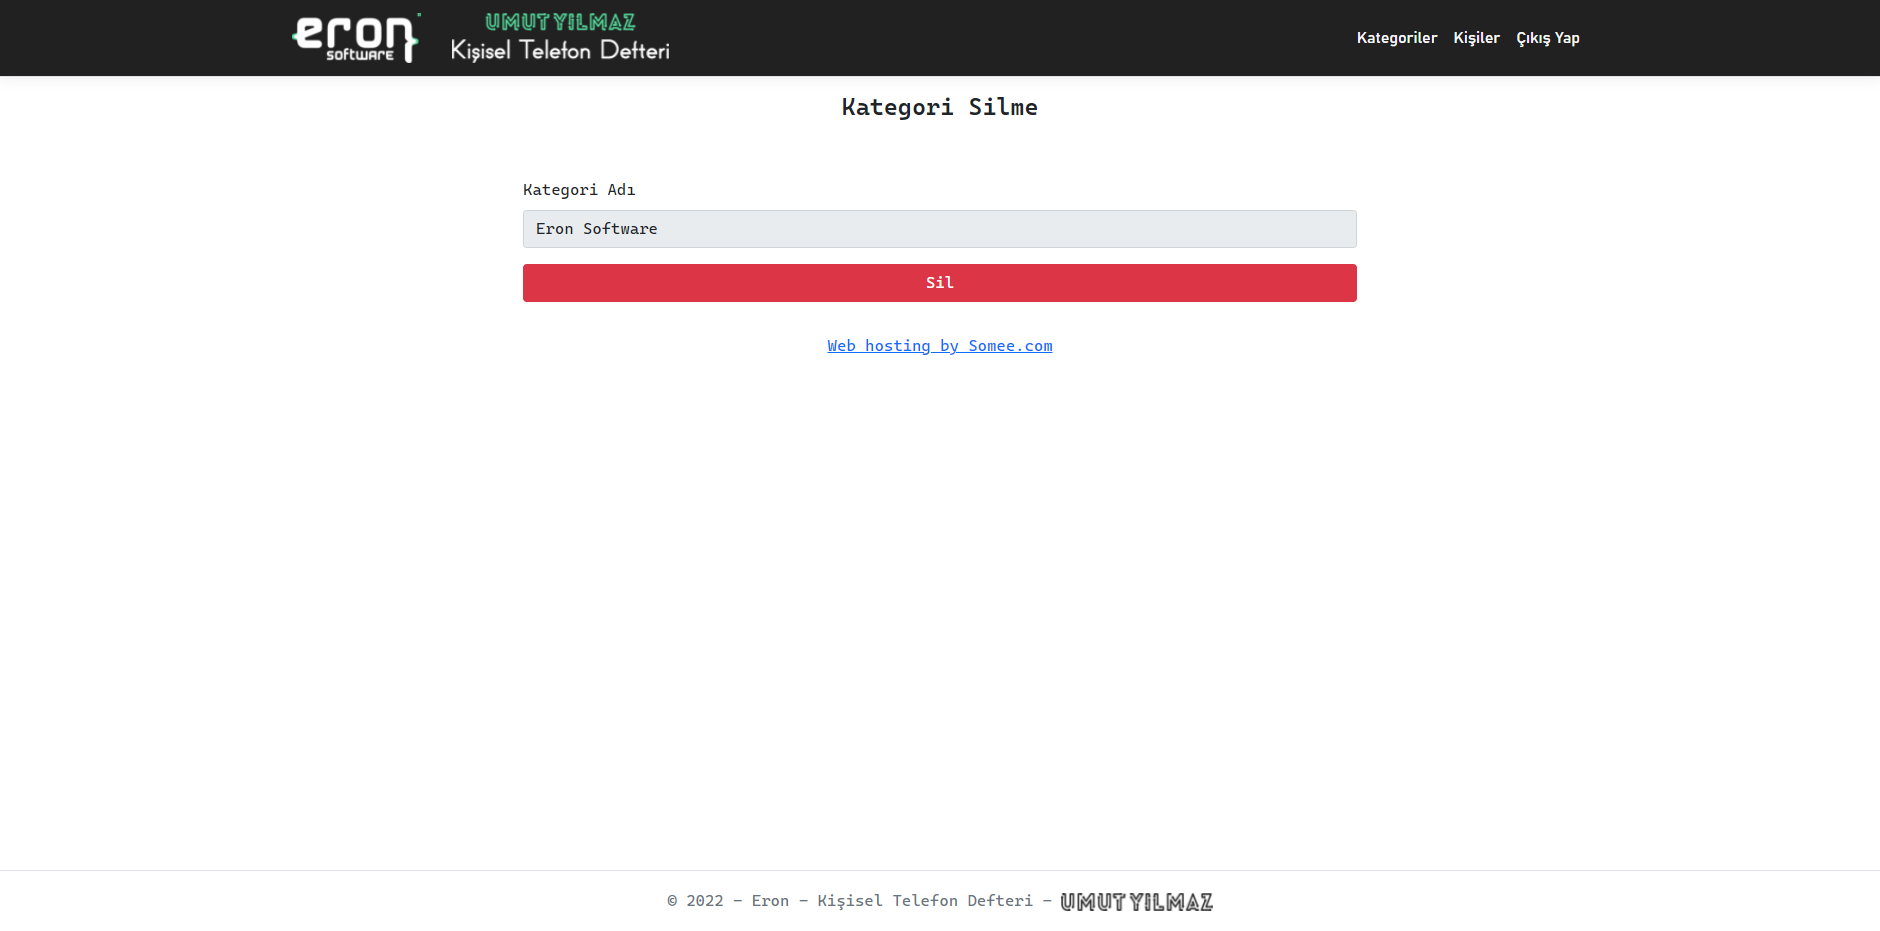 eron
software
UMUT YILMAZ
Kişisel Telefon Defteri
Kategoriler Kişiler Çıkış Yap
Kategori Silme
Kategori Adı
Eron Software
Sil
Web hosting by Somee.com
© 2022 - Eron - Kişisel Telefon Defteri - UMUT YILMAZ